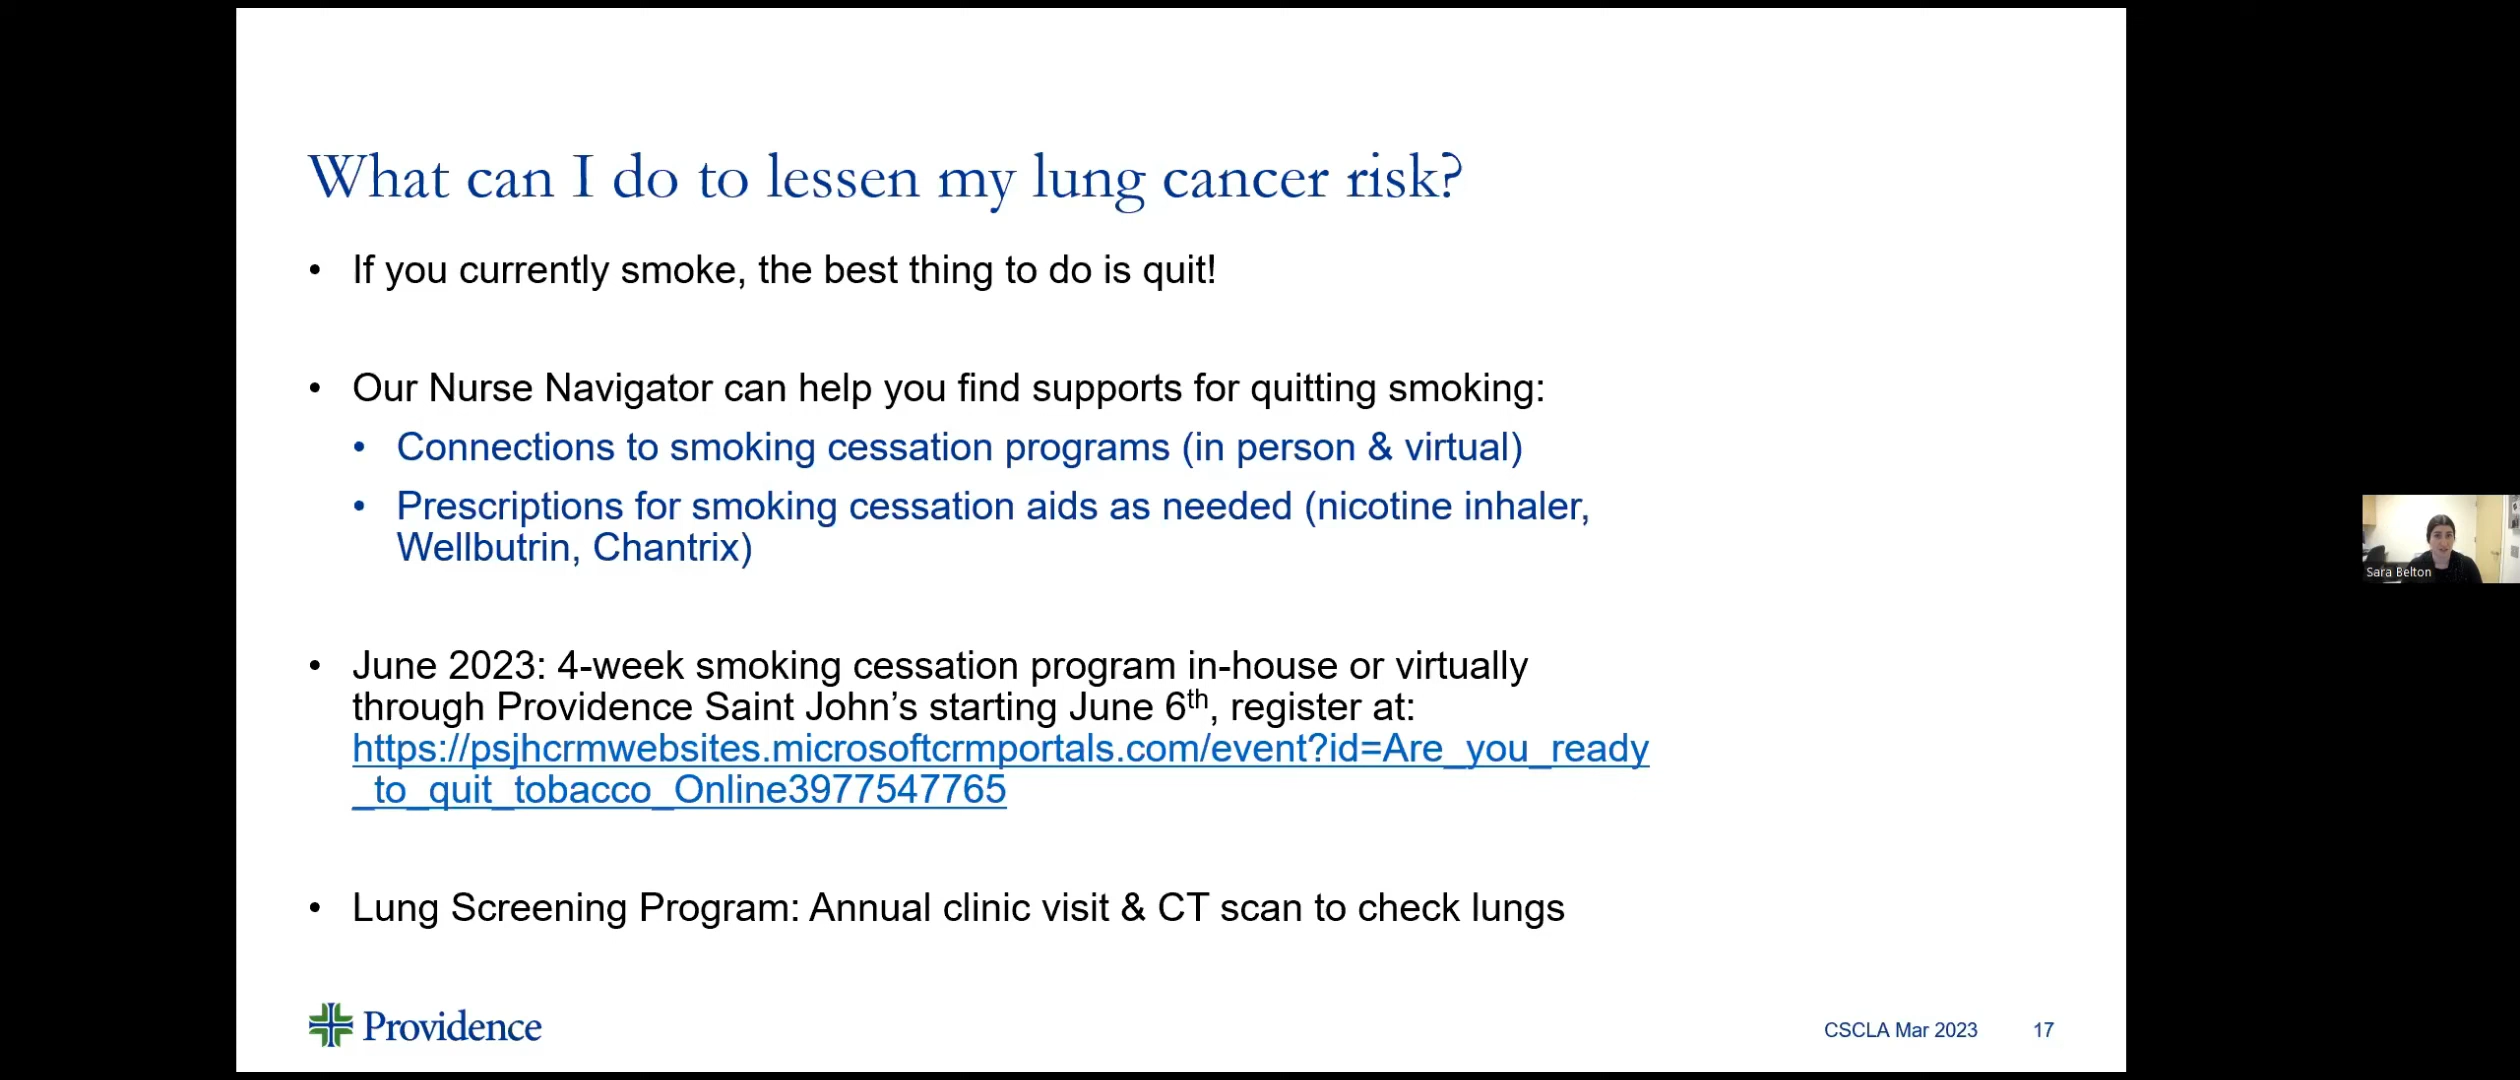 What can I do to lessen my lung cancer risk?
• If you currently smoke, the best thing to do is quit!
• Our Nurse Navigator can help you find supports for quitting smoking:
• Connections to smoking cessation programs (in person & virtual)
• Prescriptions for smoking cessation aids as needed (nicotine inhaler,
Wellbutrin, Chantrix)
• June 2023: 4-week smoking cessation program in-house or virtually
through Providence Saint John’s starting June 6th, register at:
https://psjhcrmwebsites.microsoftcrmportals.com/event?id=Are_you_ready
_to_quit_tobacco_Online3977547765
• Lung Screening Program: Annual clinic visit & CT scan to check lungs
Providence
CSCLA Mar 2023 17
Sara Belton